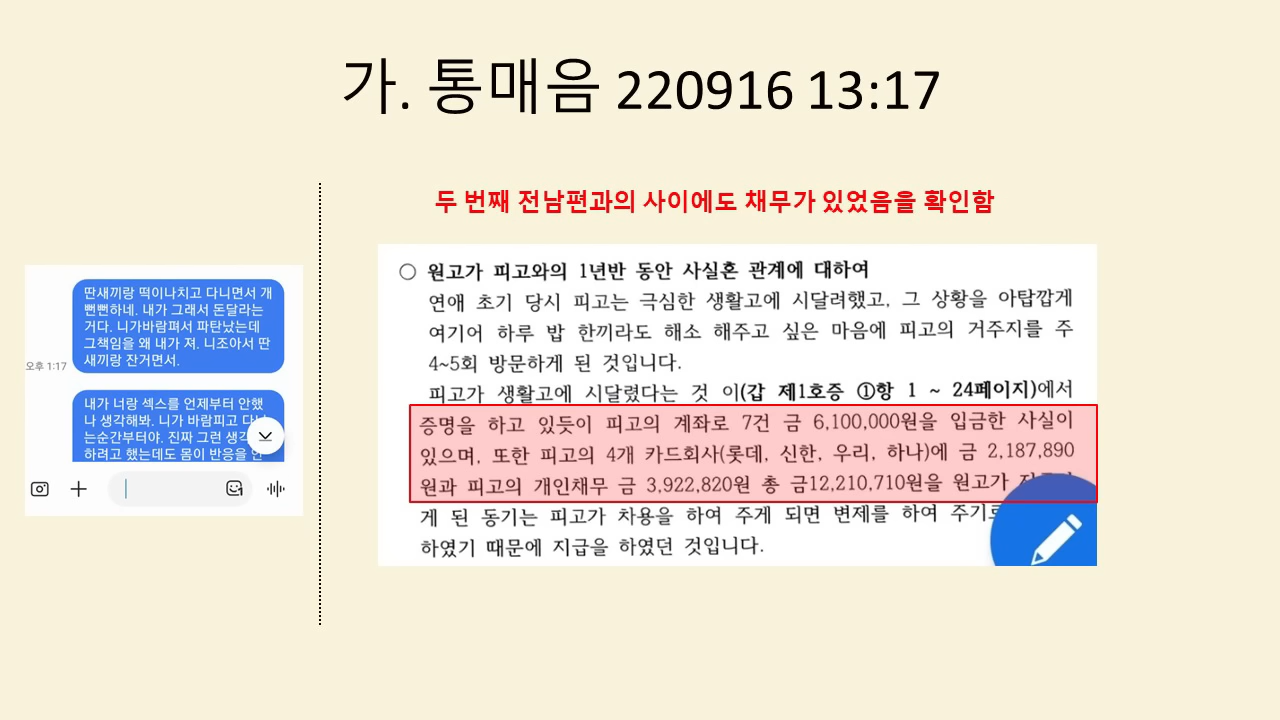 가. 통매음 220916 13:17
두 번째 전남편과의 사이에도 채무가 있었음을 확인함
딴새끼랑 떡이나치고 다니면서 개
뻔뻔하네. 내가 그래서 돈달라는
거다. 니가바람펴서 파탄났는데
그책임을 왜 내가 져. 니조아서 딴
새끼랑 잔거면서.
오후 1:17
내가 너랑 섹스를 언제부터 안했
나 생각해봐. 니가 바람피고
는순간부터야. 진짜 그런
하려고 했는데도 몸이 반응을
○ 원고가 피고와의 1년반 동안 사실혼 관계에 대하여
연애 초기 당시 피고는 극심한 생활고에 시달려했고, 그 상황을 아탑깝게
여기어 하루 밥 한끼라도 해소 해주고 싶은 마음에 피고의 거주지를 주
4~5회 방문하게 된 것입니다.
피고가 생활고에 시달렸다는 것 이(갑 제1호증 ①항 1 ~ 24페이지)에서
증명을 하고 있듯이 피고의 계좌로 7건 금 6,100,000원을 입금한 사실이
있으며, 또한 피고의 4개 카드회사(롯데, 신한, 우리, 하나)에 금 2,187,890
원과 피고의 개인채무 금 3,922,820원 총 금12,210,710원을 원고가
게 된 동기는 피고가 차용을 하여 주게 되면 변제를 하여
하였기 때문에 지급을 하였던 것입니다.